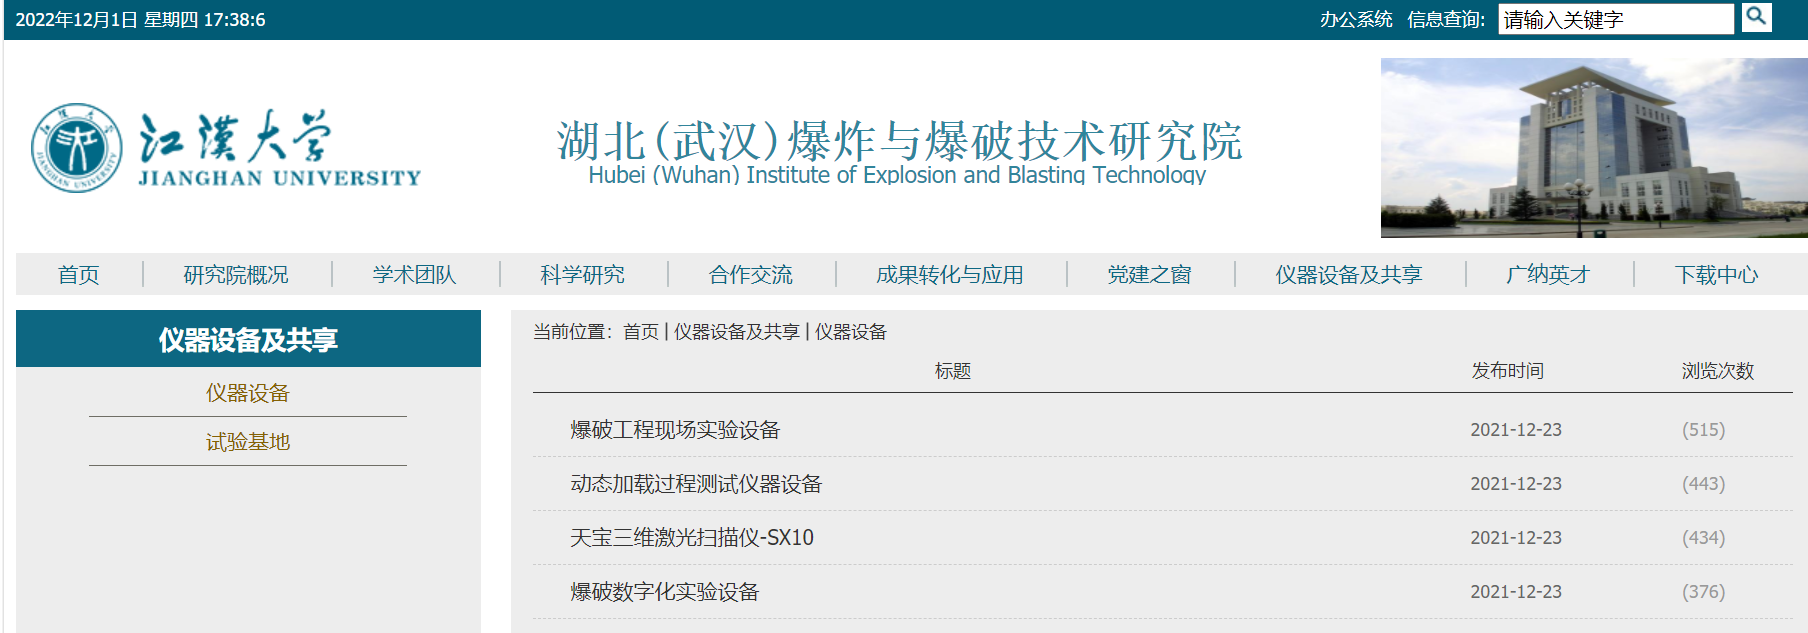 2022年12月1日 星期四 17:38:6
办公系统 信息查询: 请输入关键字
江漢大学
JIANGHAN UNIVERSITY
湖北(武汉)爆炸与爆破技术研究院
Hubei (Wuhan) Institute of Explosion and Blasting Technology
首页 研究院概况 学术团队 科学研究 合作交流 成果转化与应用 党建之窗 仪器设备及共享 广纳英才 下载中心
仪器设备及共享
仪器设备
试验基地
当前位置：首页 | 仪器设备及共享 | 仪器设备
标题 发布时间 浏览次数
爆破工程现场实验设备 2021-12-23 (515)
动态加载过程测试仪器设备 2021-12-23 (443)
天宝三维激光扫描仪-SX10 2021-12-23 (434)
爆破数字化实验设备 2021-12-23 (376)